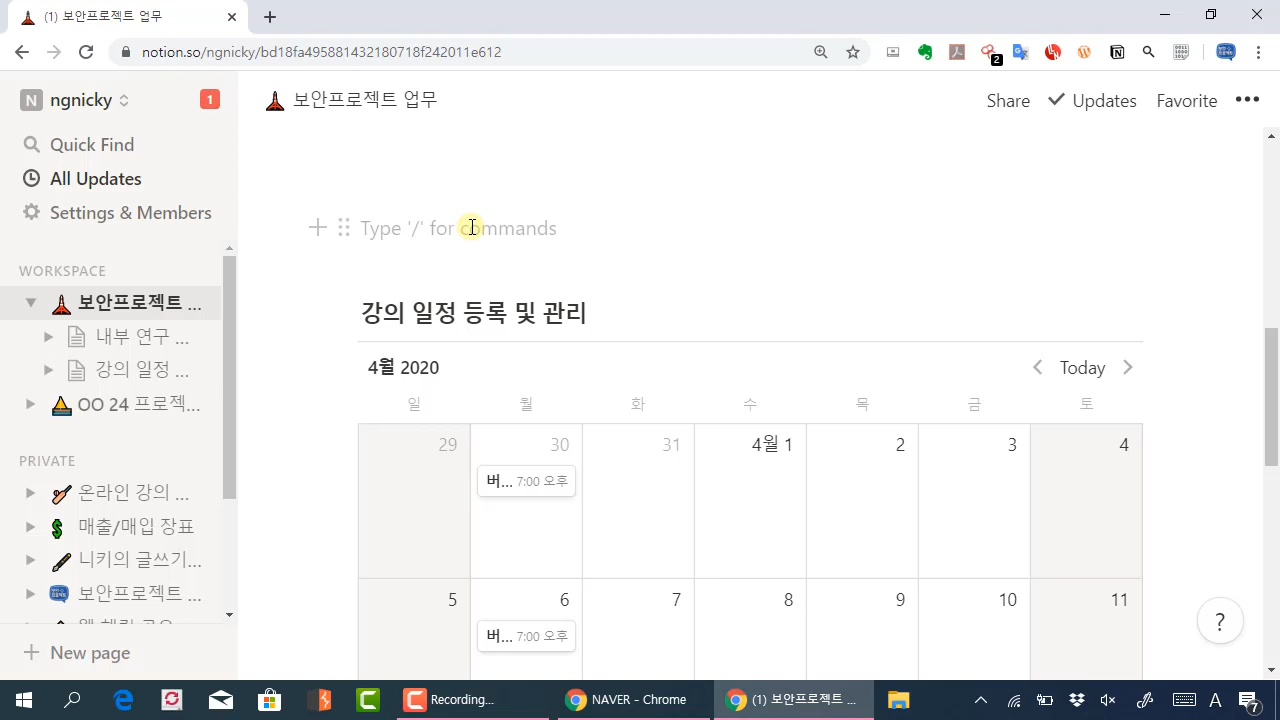 (1) 보안프로젝트 업무
notion.so/ngnicky/bd18fa495881432180718f242011e612
2
N ngnicky 1
보안프로젝트 업무
Share Updates Favorite
Quick Find
All Updates
Settings & Members
Type '/' for commands
WORKSPACE
보안프로젝트 ...
내부 연구 ...
강의 일정 ...
OO 24 프로젝...
PRIVATE
온라인 강의 ...
매출/매입 장표
니키의 글쓰기...
보안프로젝트 ...
New page
강의 일정 등록 및 관리
4월 2020
Today
일 월 화 수 목 금 토
29 30 31 4월 1 2 3 4
버... 7:00 오후
5 6 7 8 9 10 11
버... 7:00 오후
?
Recording...
NAVER - Chrome
(1) 보안프로젝트 ...
A
7